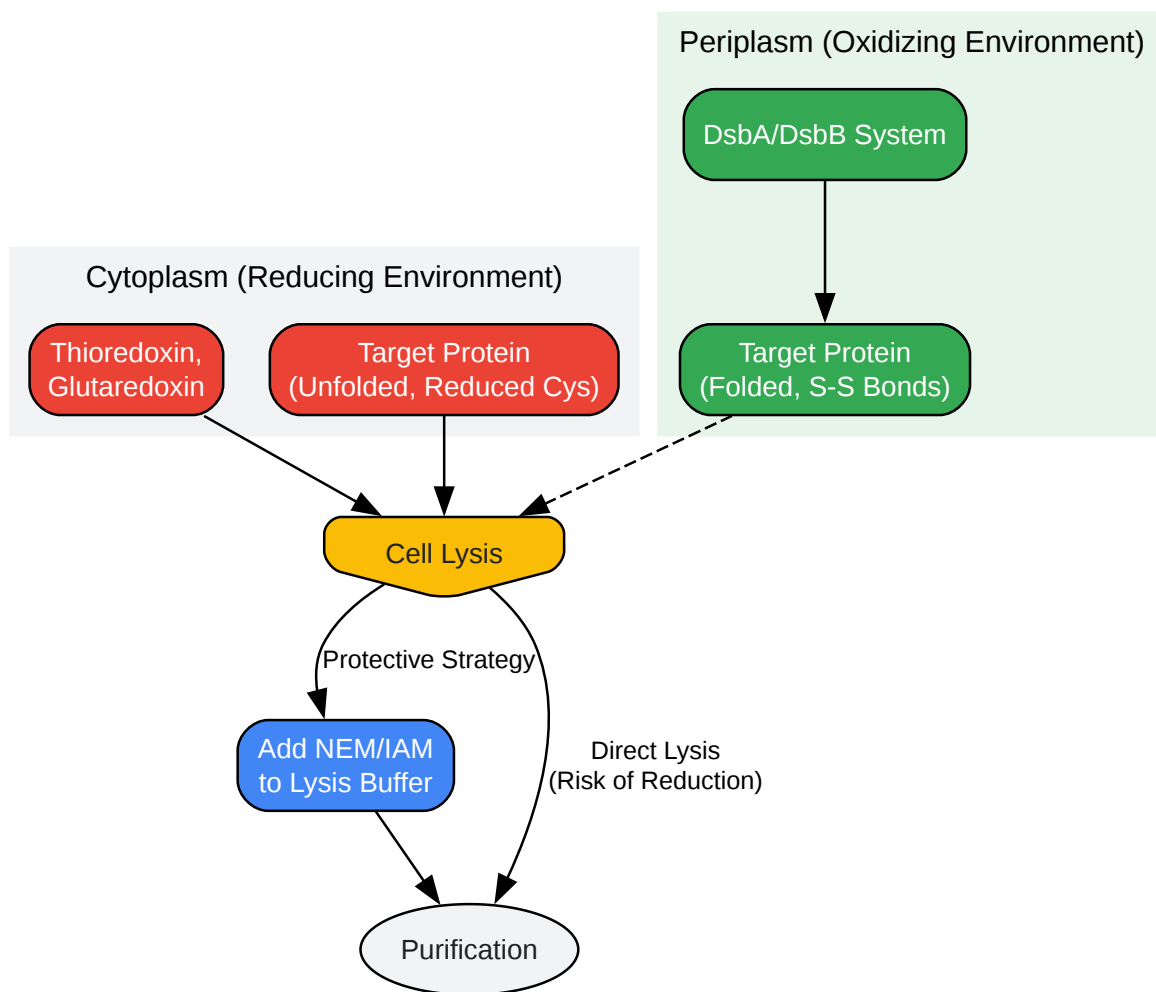 Periplasm (Oxidizing Environment)
DsbA/DsbB System
Cytoplasm (Reducing Environment)
Thioredoxin,
Glutaredoxin
Target Protein
(Unfolded, Reduced Cys)
Target Protein
(Folded, S-S Bonds)
Cell Lysis
Protective Strategy
Add NEM/IAM
to Lysis Buffer
Direct Lysis
(Risk of Reduction)
Purification